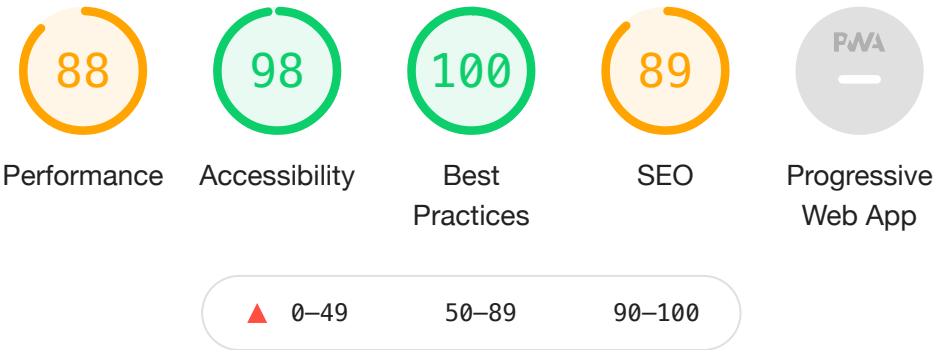 88 98 100 89 PWA
Performance Accessibility Best Practices SEO Progressive Web App
0–49 50–89 90–100